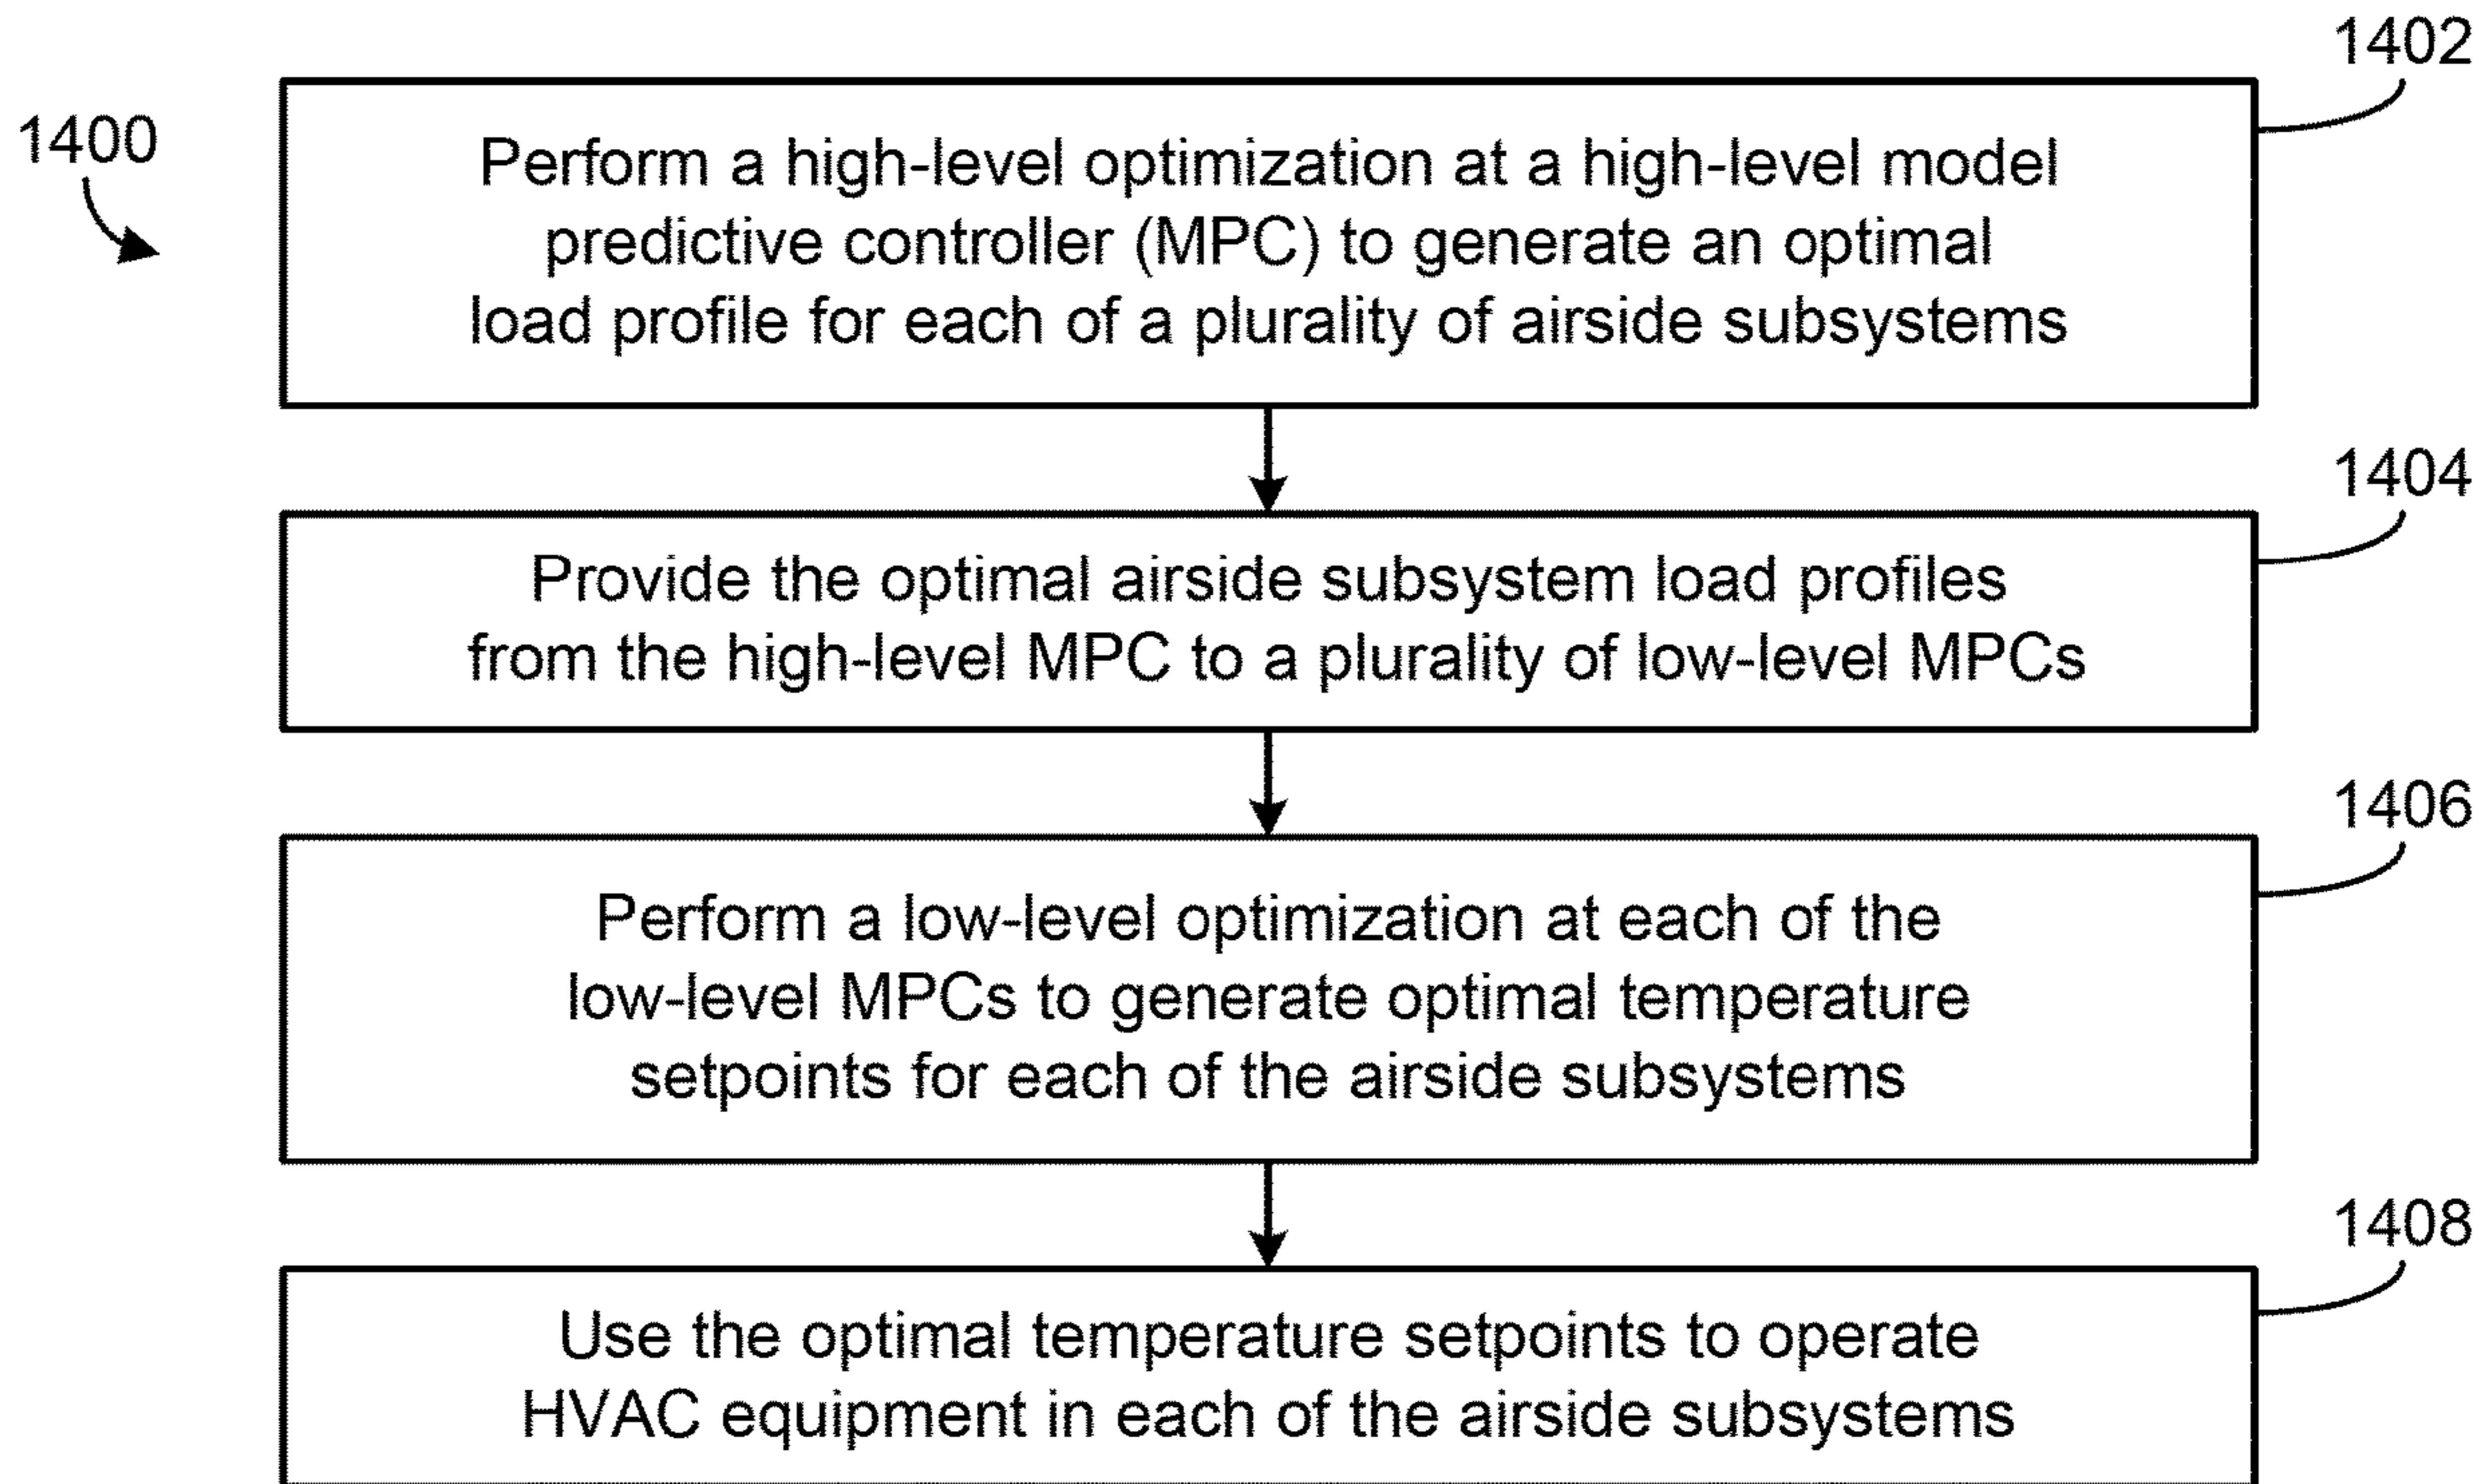 1400
1402
Perform a high-level optimization at a high-level model
predictive controller (MPC) to generate an optimal
load profile for each of a plurality of airside subsystems
1404
Provide the optimal airside subsystem load profiles
from the high-level MPC to a plurality of low-level MPCs
1406
Perform a low-level optimization at each of the
low-level MPCs to generate optimal temperature
setpoints for each of the airside subsystems
1408
Use the optimal temperature setpoints to operate
HVAC equipment in each of the airside subsystems